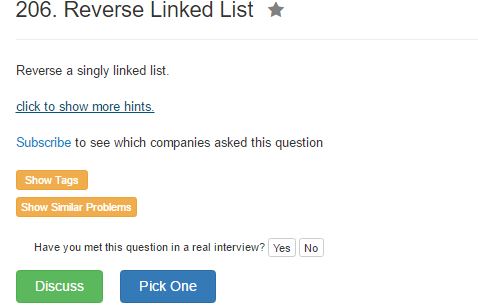 206. Reverse Linked List
Reverse a singly linked list.
click to show more hints.
Subscribe to see which companies asked this question
Show Tags
Show Similar Problems
Have you met this question in a real interview? Yes No
Discuss Pick One